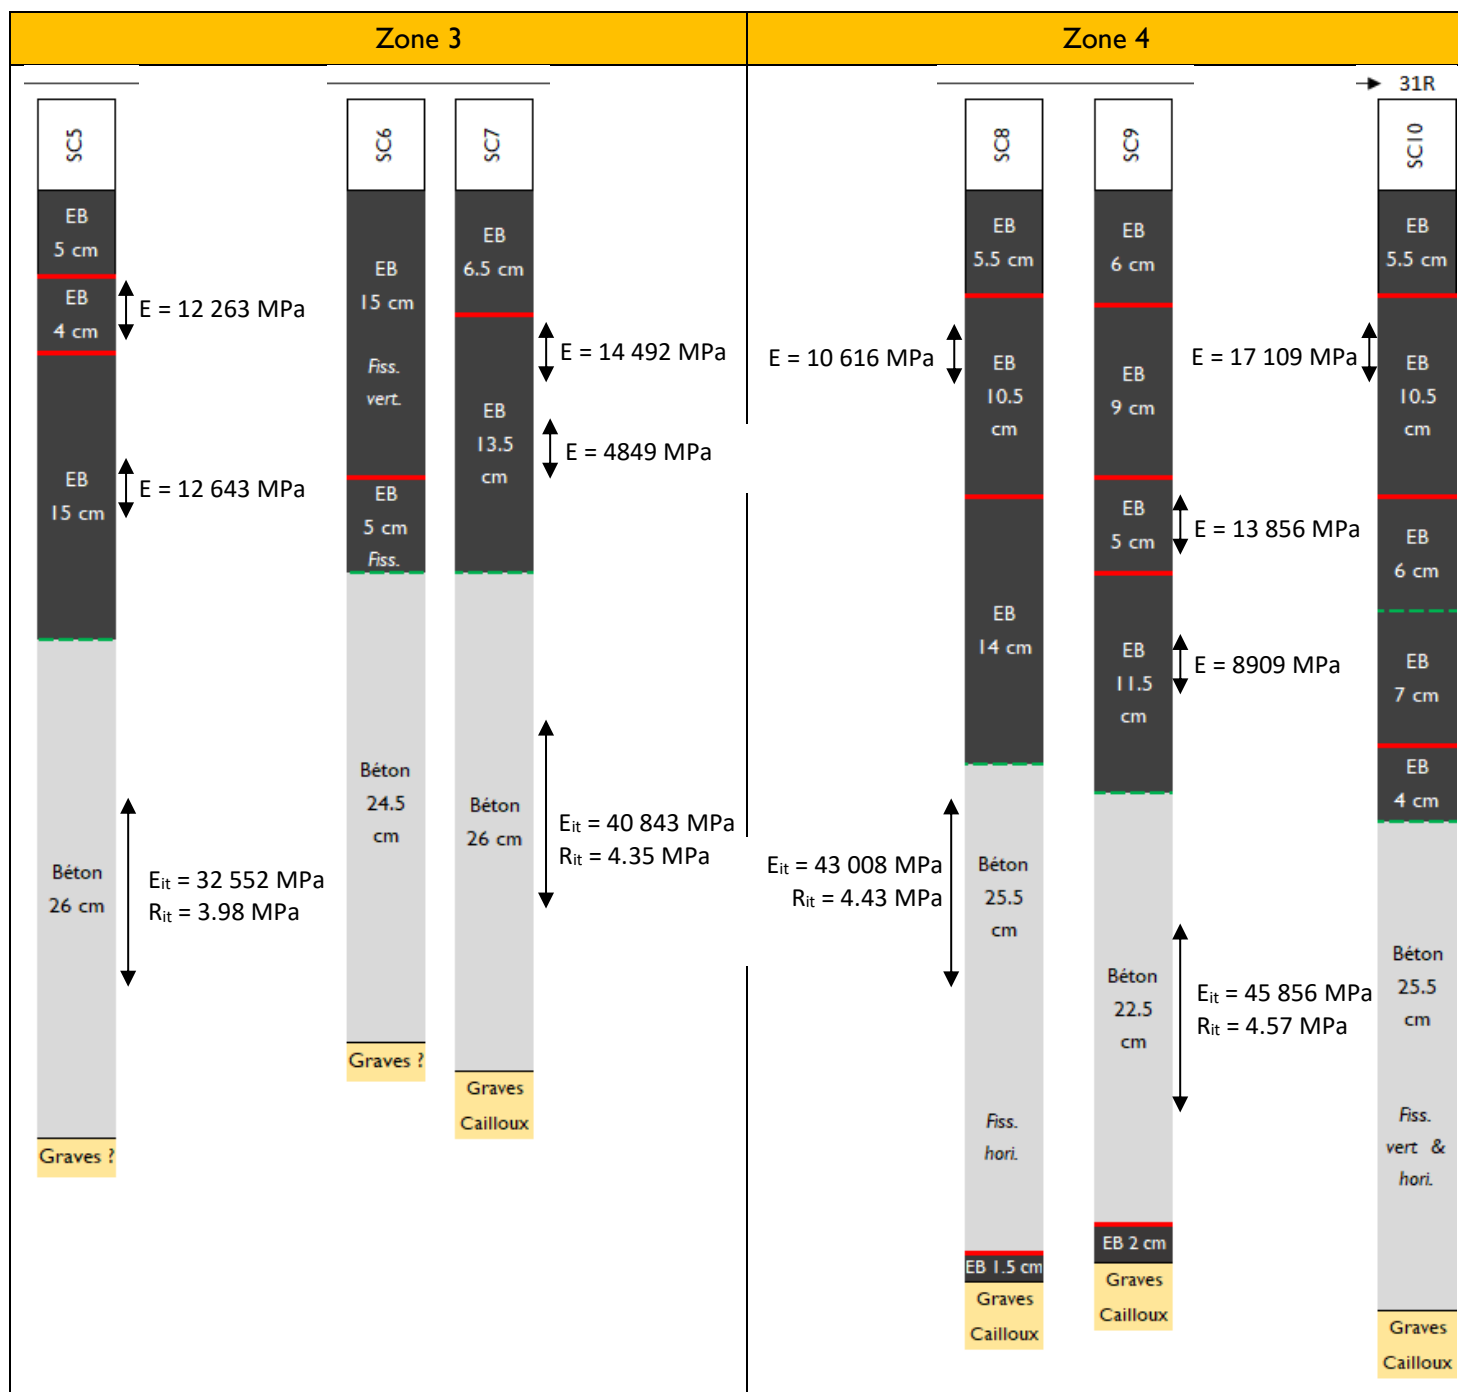 Zone 3
Zone 4
SC5
EB
5 cm
EB
4 cm
E = 12 263 MPa
EB
15 cm
E = 12 643 MPa
Béton
26 cm
Eit = 32 552 MPa
Rit = 3.98 MPa
Graves ?
SC6
EB
15 cm
Fiss.
vert.
EB
5 cm
Fiss.
Béton
24.5
cm
Graves ?
SC7
EB
6.5 cm
E = 14 492 MPa
EB
13.5
cm
E = 4849 MPa
Béton
26 cm
Eit = 40 843 MPa
Rit = 4.35 MPa
Graves
Cailloux
SC8
EB
5.5 cm
E = 10 616 MPa
EB
10.5
cm
EB
14 cm
Eit = 43 008 MPa
Rit = 4.43 MPa
Béton
25.5
cm
Fiss.
hori.
EB 1.5 cm
Graves
Cailloux
SC9
EB
6 cm
EB
9 cm
EB
5 cm
E = 13 856 MPa
EB
11.5
cm
E = 8909 MPa
Béton
22.5
cm
Eit = 45 856 MPa
Rit = 4.57 MPa
EB 2 cm
Graves
Cailloux
31R
SC10
EB
5.5 cm
E = 17 109 MPa
EB
10.5
cm
EB
6 cm
EB
7 cm
EB
4 cm
Béton
25.5
cm
Fiss.
vert &
hori.
Graves
Cailloux